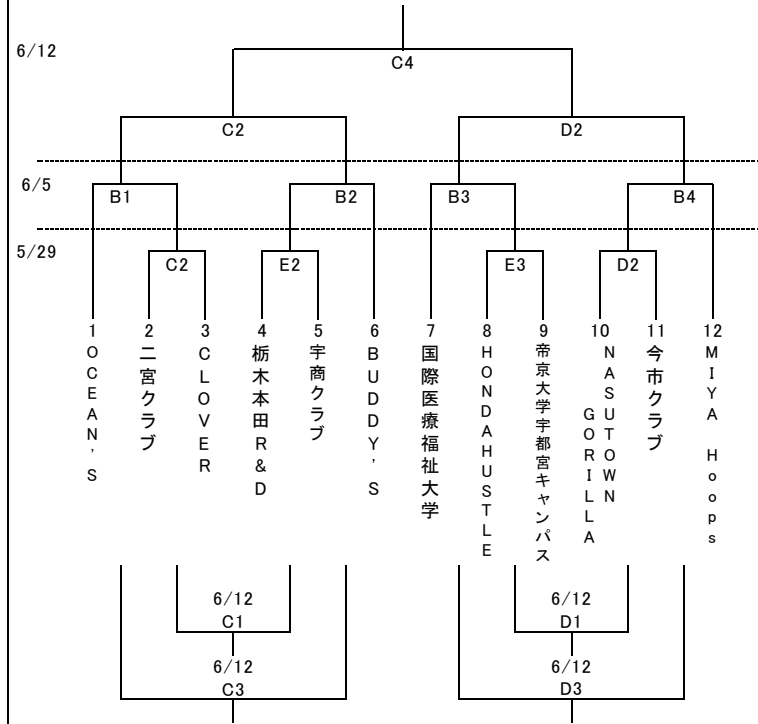 6/12
C4
C2 D2
6/5
B1 B2 B3 B4
5/29
C2 E2 E3 D2
1 2 3 4 5 6 7 8 9 10 11 12
OCEAN'S
二宮クラブ
CLOVER
栃木本田R&D
宇商クラブ
BUDDY'S
国際医療福祉大学
HONDAHUSTLE
帝京大学宇都宮キャンパス
NASUTOWN
GORILLA
今市クラブ
MIYA Hoops
6/12 6/12
C1 D1
6/12 6/12
C3 D3